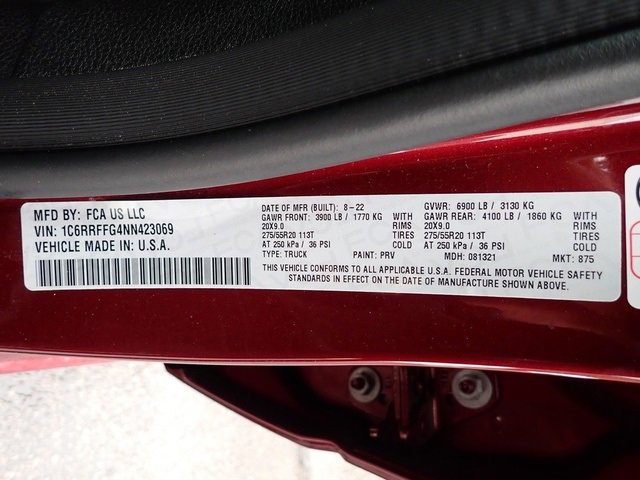 MFD BY: FCA US LLC
VIN: 1C6RRFFG4NN423069
VEHICLE MADE IN U.S.A.
DATE OF MFR (BUILT): 8-22 GVWR: 6900 LB / 3130 KG
GAWR FRONT: 3900 LB / 1770 KG WITH GAWR REAR: 4100 LB / 1860 KG WITH
20X9.0 RIMS 20X9.0 RIMS
275/55R20 113T TIRES 275/55R20 113T TIRES
AT 250 kPa/ 36 PSI COLD AT 250 kPa/ 36 PSI COLD
TYPE: TRUCK PAINT: PRV MDH: 081321 MKT: 875
THIS VEHICLE CONFORMS TO ALL APPLICABLE U.S.A. FEDERAL MOTOR VEHICLE SAFETY
STANDARDS IN EFFECT ON THE DATE OF MANUFACTURE SHOWN ABOVE.